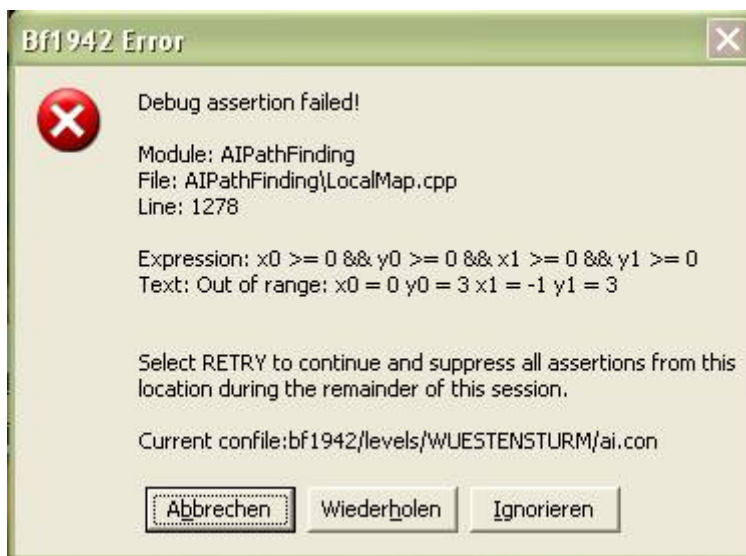 Bf1942 Error
Debug assertion failed!
Module: AIPathFinding
File: AIPathFinding\LocalMap.cpp
Line: 1278
Expression: x0 >= 0 && y0 >= 0 && x1 >= 0 && y1 >= 0
Text: Out of range: x0 = 0 y0 = 3 x1 = -1 y1 = 3
Select RETRY to continue and suppress all assertions from this
location during the remainder of this session.
Current confile:bf1942/levels/WUESTENSTURM/ai.con
Abbrechen Wiederholen Ignorieren